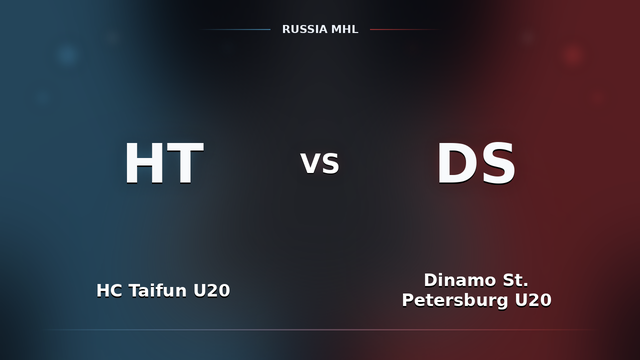 RUSSIA MHL
HT
VS
DS
HC Taifun U20
Dinamo St.
Petersburg U20